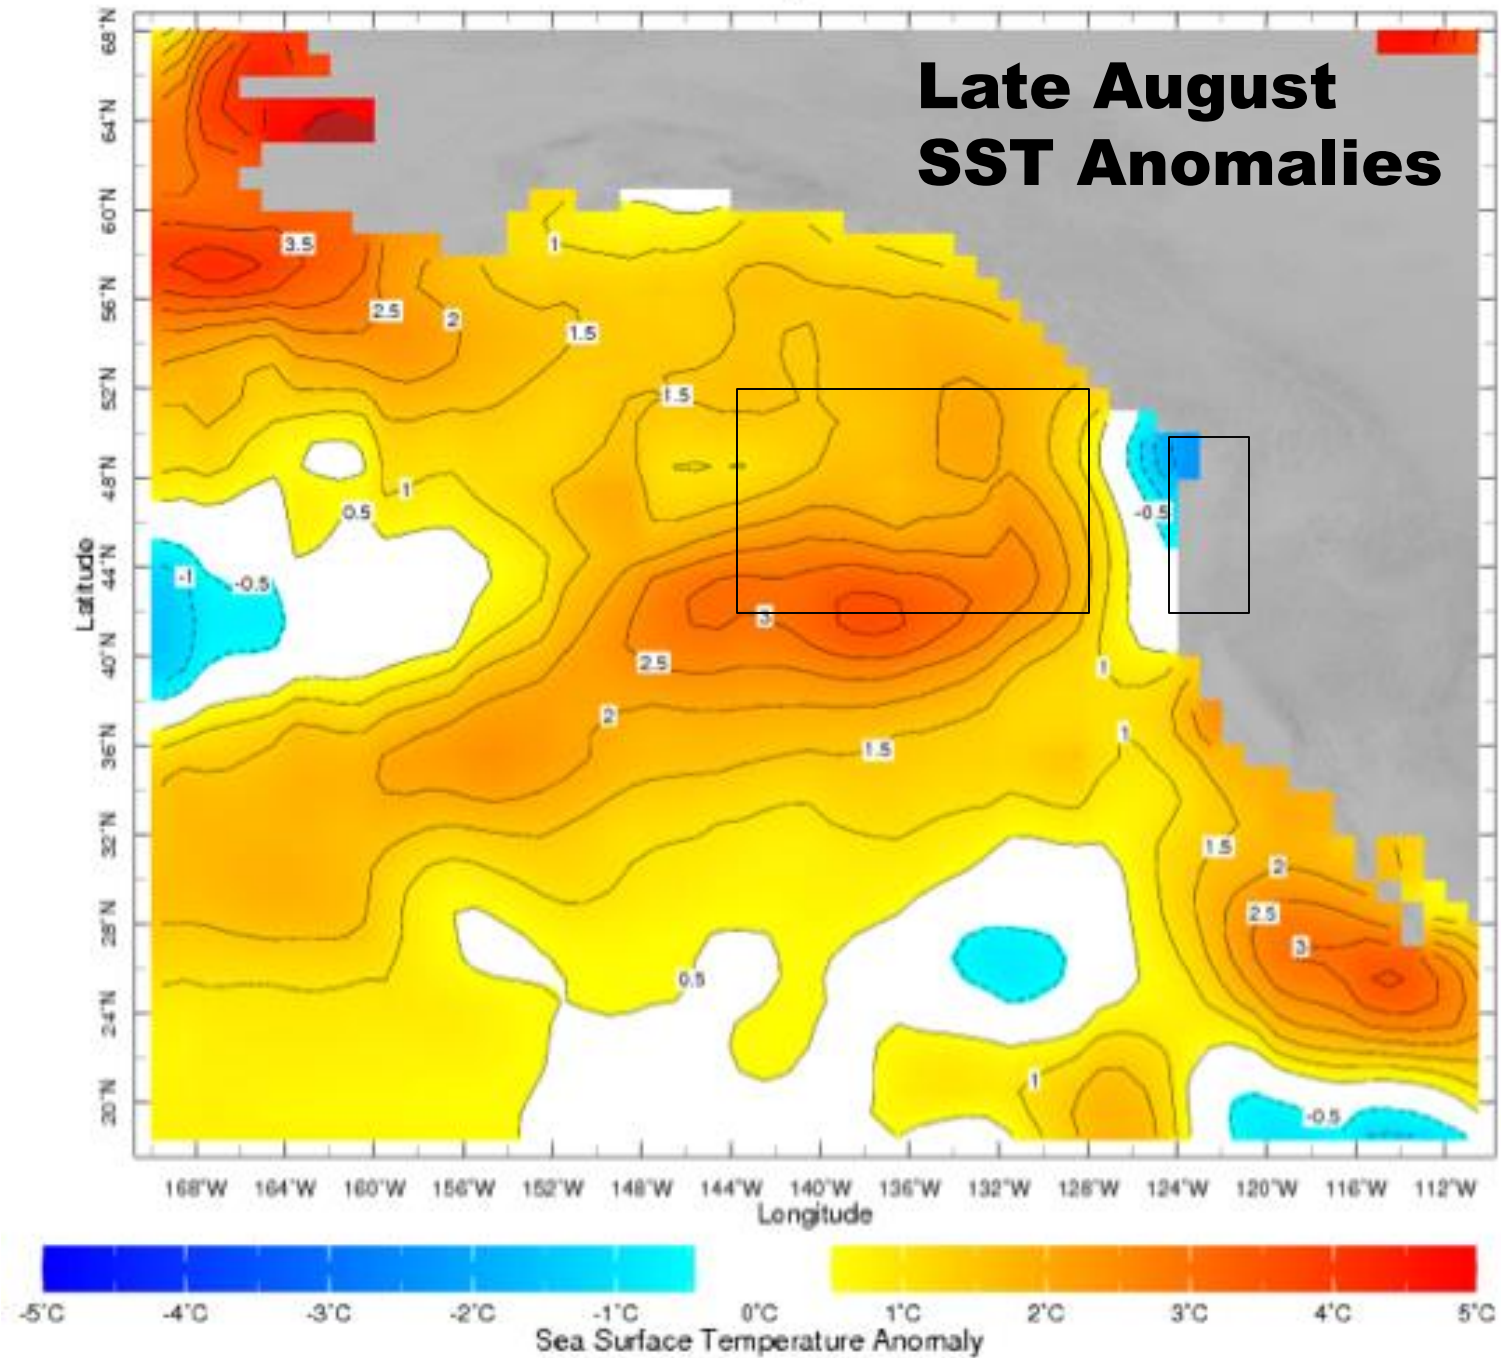 Late August
SST Anomalies
68°N
64°N
60°N
56°N
52°N
48°N
44°N
40°N
36°N
32°N
28°N
24°N
20°N
Latitude
3.5
1
2.5
2
1.5
1.5
1
0.5
-0.5
-1
-0.5
3
2.5
1
2
1
1.5
1.5
2
2.5
3
0.5
1
-0.5
168°W 164°W 160°W 156°W 152°W 148°W 144°W 140°W 136°W 132°W 128°W 124°W 120°W 116°W 112°W
Longitude
-5°C -4°C -3°C -2°C -1°C 0°C 1°C 2°C 3°C 4°C 5°C
Sea Surface Temperature Anomaly